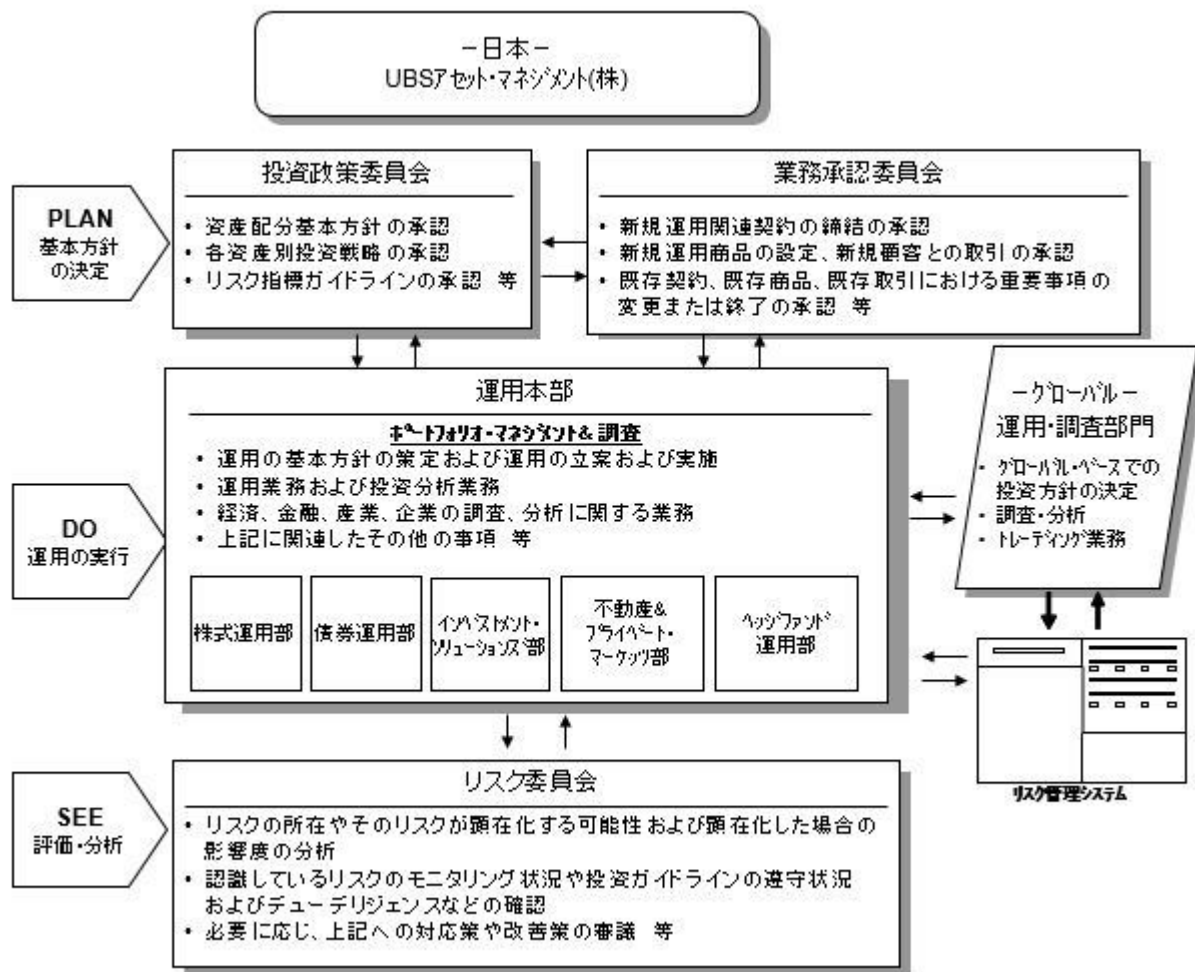 －日本－
UBSアセット・マネジメント(株)
PLAN
基本方針
の決定
投資政策委員会
・ 資産配分基本方針の承認
・ 各資産別投資戦略の承認
・ リスク指標ガイドラインの承認 等
業務承認委員会
・ 新規運用関連契約の締結の承認
・ 新規運用商品の設定、新規顧客との取引の承認
・ 既存契約、既存商品、既存取引における重要事項の
変更または終了の承認 等
DO
運用の実行
運用本部
ポートフォリオ・マネジメント&調査
・ 運用の基本方針の策定および運用の立案および実施
・ 運用業務および投資分析業務
・ 経済、金融、産業、企業の調査、分析に関する業務
・ 上記に関連したその他の事項 等
株式運用部
債券運用部
インベストメント・
ソリューションズ部
不動産&
プライベート・
マーケッツ部
ヘッジファンド
運用部
－グローバル－
運用・調査部門
・ グローバル・ベースでの
投資方針の決定
・ 調査・分析
・ トレーディング業務
リスク管理システム
SEE
評価・分析
リスク委員会
・ リスクの所在やそのリスクが顕在化する可能性および顕在化した場合の
影響度の分析
・ 認識しているリスクのモニタリング状況や投資ガイドラインの遵守状況
およびデューデリジェンスなどの確認
・ 必要に応じ、上記への対応策や改善策の審議 等